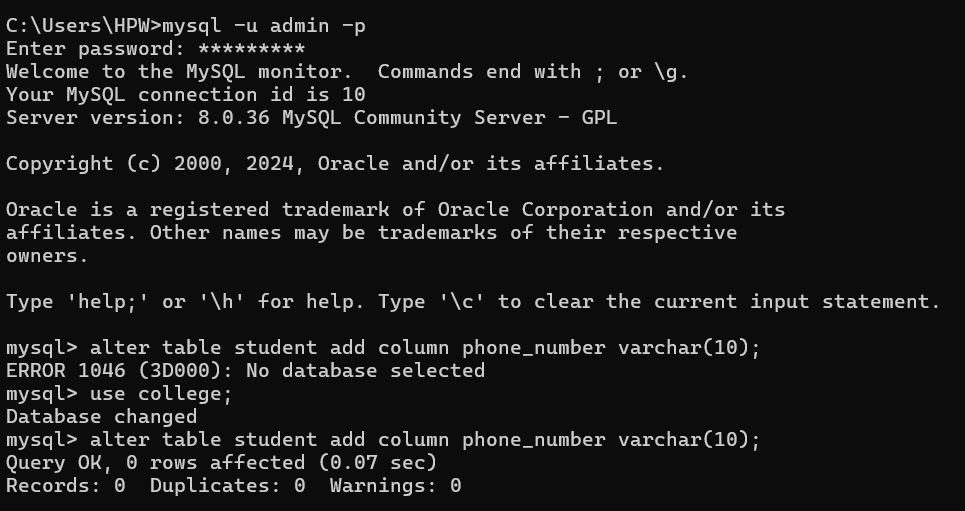 C:\Users\HPW>mysql -u admin -p
Enter password: *********
Welcome to the MySQL monitor.  Commands end with ; or \g.
Your MySQL connection id is 10
Server version: 8.0.36 MySQL Community Server - GPL

Copyright (c) 2000, 2024, Oracle and/or its affiliates.

Oracle is a registered trademark of Oracle Corporation and/or its
affiliates. Other names may be trademarks of their respective
owners.

Type 'help;' or '\h' for help. Type '\c' to clear the current input statement.

mysql> alter table student add column phone_number varchar(10);
ERROR 1046 (3D000): No database selected
mysql> use college;
Database changed
mysql> alter table student add column phone_number varchar(10);
Query OK, 0 rows affected (0.07 sec)
Records: 0  Duplicates: 0  Warnings: 0